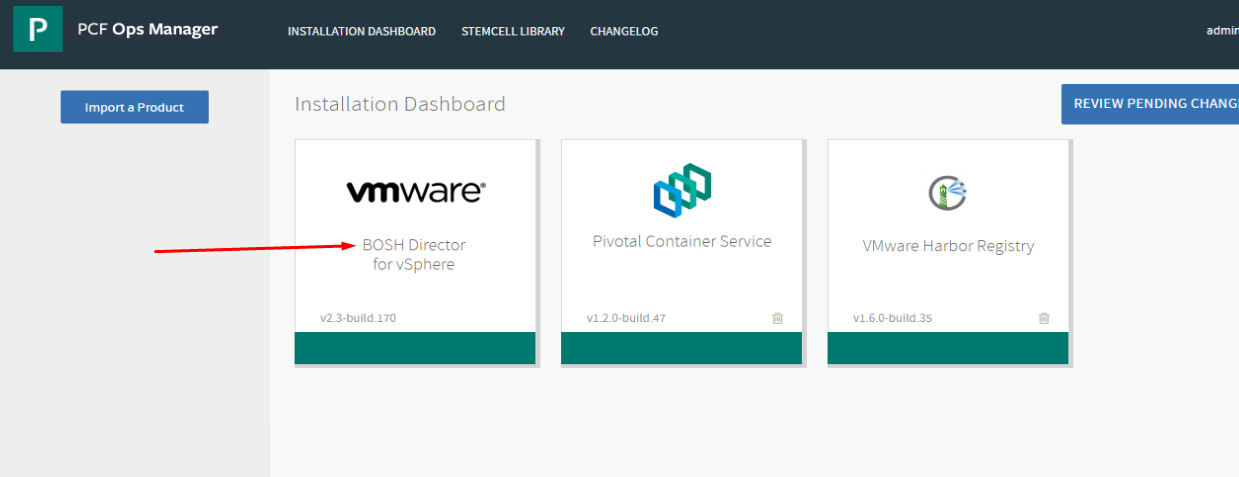 P PCF Ops Manager INSTALLATION DASHBOARD STEMCELL LIBRARY CHANGELOG admin
Import a Product
Installation Dashboard
REVIEW PENDING CHANG
vmware®
BOSH Director
for vSphere
v2.3-build.170
Pivotal Container Service
v1.2.0-build.47
VMware Harbor Registry
v1.6.0-build.35